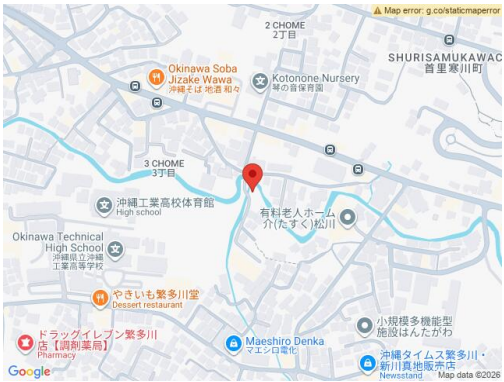 Map error: g.co/staticmaperror
2 CHOME
2丁目
SHURISAMUKAWAC
首里寒川町
Okinawa Soba
Jizake Wawa
沖縄そば 地酒 和々
Kotonone Nursery
琴の音保育園
3 CHOME
3丁目
沖縄工業高校体育館
High school
有料老人ホーム
介(たすく)松川
Okinawa Technical
High School
沖縄県立沖縄
工業高等学校
やきいも繁多川堂
Dessert restaurant
ドラッグイレブン繁多川
店【調剤薬局】
Pharmacy
Maeshiro Denka
マエシロ電化
小規模多機能型
施設はんたがわ
沖縄タイムス繁多川・
新川真地販売店
Newsstand
Google
Map data ©2026